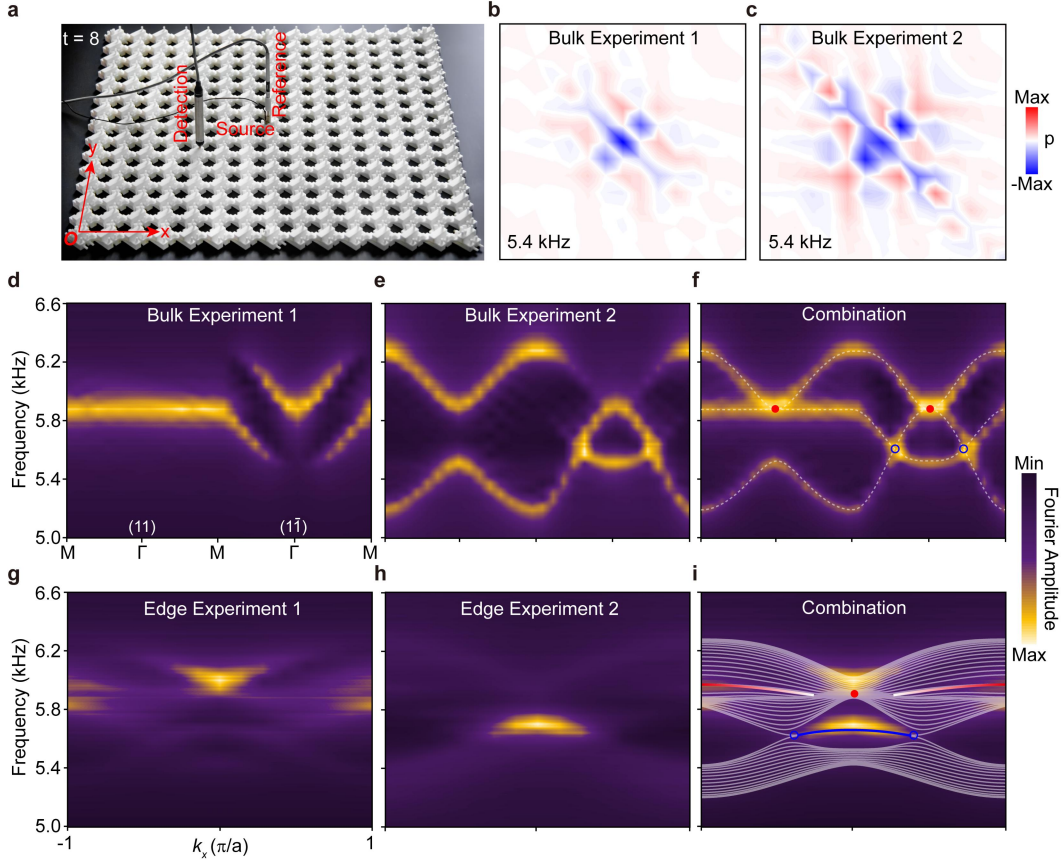 a
b
c
t = 8
Detection
Source
Reference
y
O
x
Bulk Experiment 1
5.4 kHz
Bulk Experiment 2
5.4 kHz
Max
p
-Max
d
e
f
Frequency (kHz)
6.6
6.2
5.8
5.4
5.0
Bulk Experiment 1
(11)
(11̄)
M
Γ
M
Γ
M
Bulk Experiment 2
Combination
Min
Fourier Amplitude
Max
g
h
i
Frequency (kHz)
6.6
6.2
5.8
5.4
5.0
Edge Experiment 1
-1
kₓ(π/a)
1
Edge Experiment 2
Combination